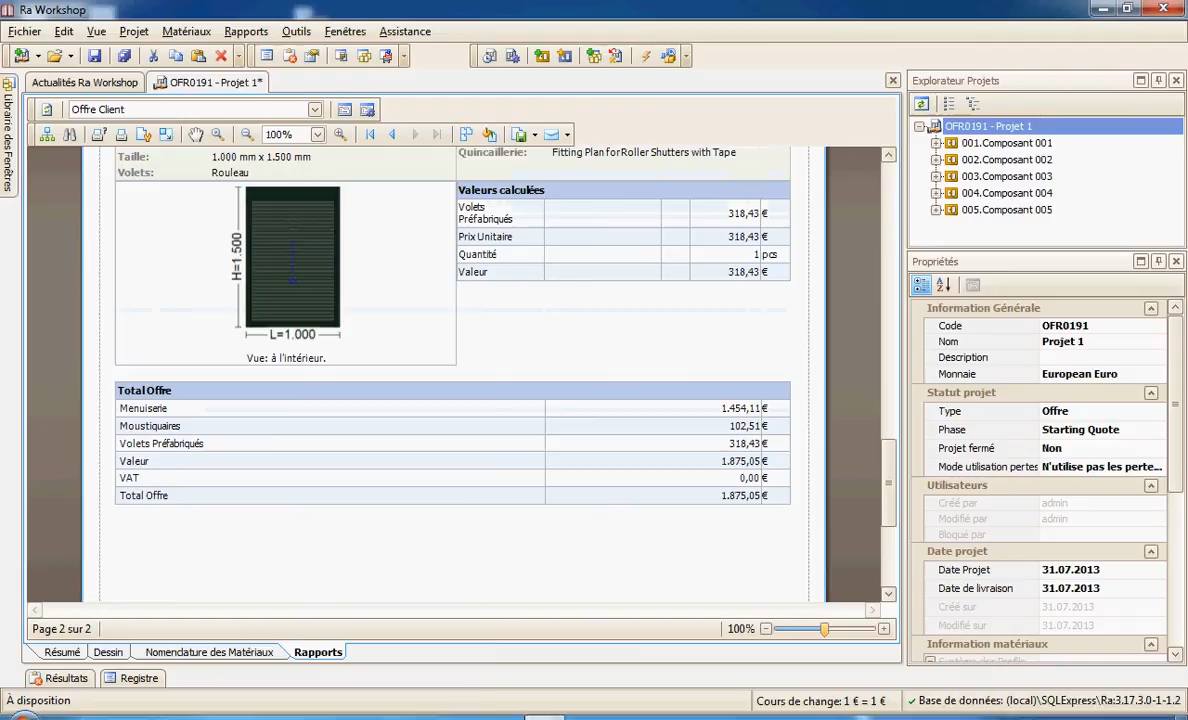 Ra Workshop
Fichier Edit Vue Projet Matériaux Rapports Outils Fenêtres Assistance
Actualités Ra Workshop OFR0191 - Projet 1*
Offre Client
100%
Librairie des Fenêtres
Taille: 1.000 mm x 1.500 mm
Volets: Rouleau
Quincaillerie: Fitting Plan for Roller Shutters with Tape
H=1.500
L=1.000
Vue: à l'intérieur.
Valeurs calculées
Volets Préfabriqués 318,43 €
Prix Unitaire 318,43 €
Quantité 1 pcs
Valeur 318,43 €
Total Offre
Menuiserie 1.454,11 €
Moustiquaires 102,51 €
Volets Préfabriqués 318,43 €
Valeur 1.875,05 €
VAT 0,00 €
Total Offre 1.875,05 €
Page 2 sur 2 100%
Résumé Dessin Nomenclature des Matériaux Rapports
Résultats Registre
À disposition Cours de change: 1 € = 1 € Base de données: (local)\SQLExpress\Ra:3.17.3.0-1-1.2
Explorateur Projets
OFR0191 - Projet 1
001.Composant 001
002.Composant 002
003.Composant 003
004.Composant 004
005.Composant 005
Propriétés
Information Générale
Code OFR0191
Nom Projet 1
Description
Monnaie European Euro
Statut projet
Type Offre
Phase Starting Quote
Projet fermé Non
Mode utilisation pertes N'utilise pas les perte...
Utilisateurs
Créé par admin
Modifié par admin
Bloqué par
Date projet
Date Projet 31.07.2013
Date de livraison 31.07.2013
Créé sur 31.07.2013
Modifié sur 31.07.2013
Information matériaux